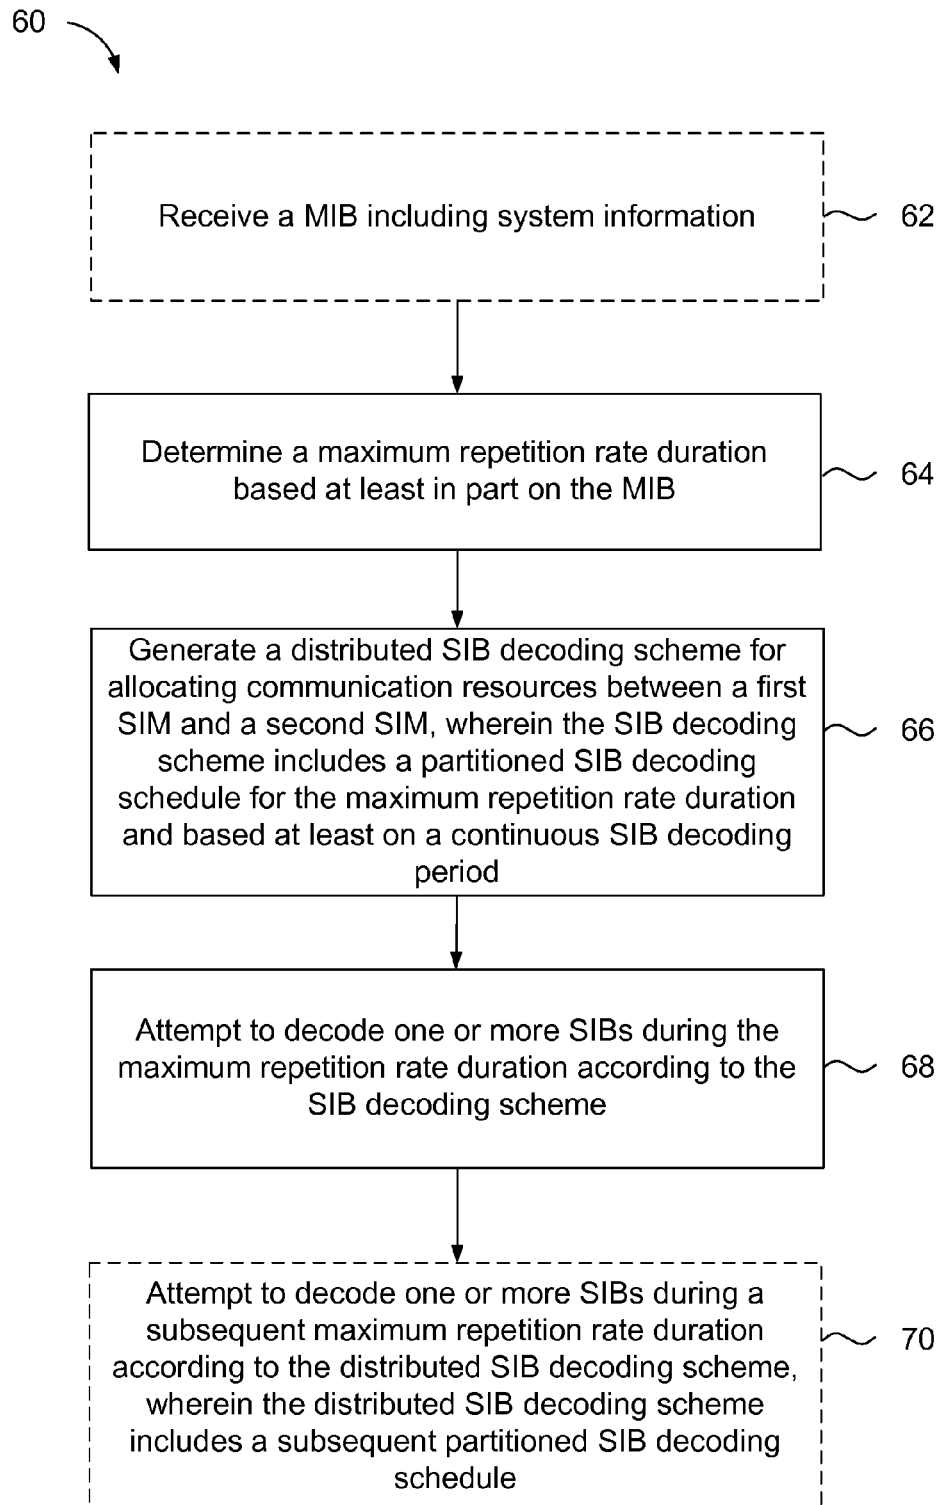 60
Receive a MIB including system information
62
Determine a maximum repetition rate duration
based at least in part on the MIB
64
Generate a distributed SIB decoding scheme for
allocating communication resources between a first
SIM and a second SIM, wherein the SIB decoding
scheme includes a partitioned SIB decoding
schedule for the maximum repetition rate duration
and based at least on a continuous SIB decoding
period
66
Attempt to decode one or more SIBs during the
maximum repetition rate duration according to the
SIB decoding scheme
68
Attempt to decode one or more SIBs during a
subsequent maximum repetition rate duration
according to the distributed SIB decoding scheme,
wherein the distributed SIB decoding scheme
includes a subsequent partitioned SIB decoding
schedule
70